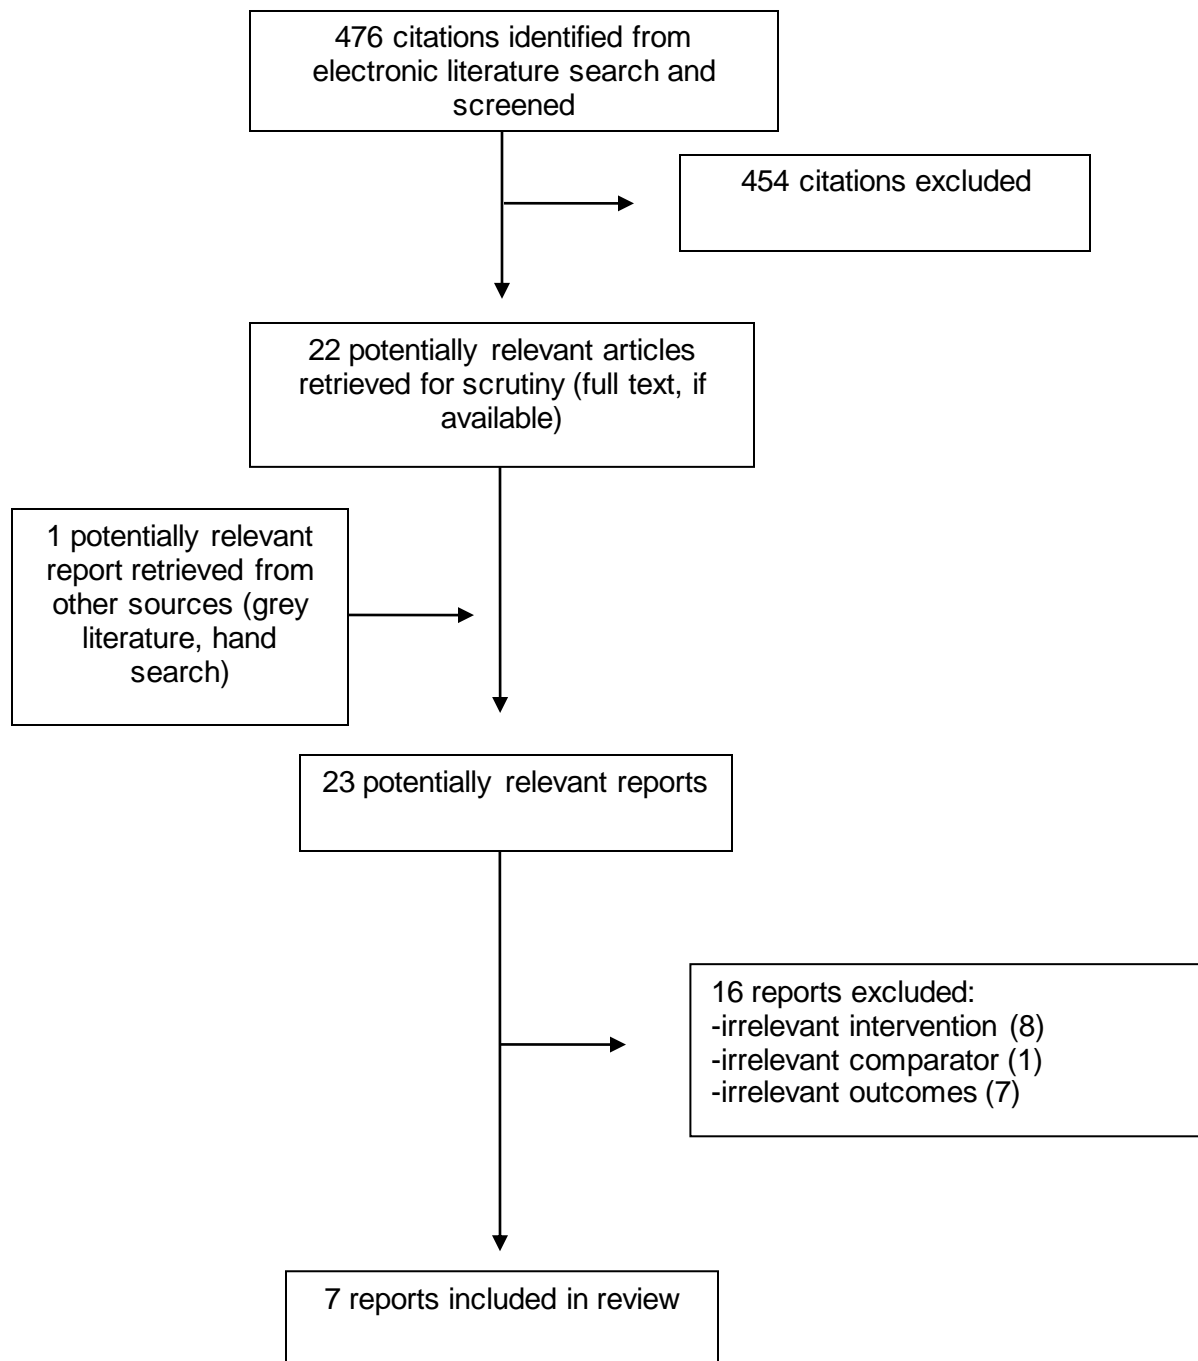 476 citations identified from
electronic literature search and
screened
454 citations excluded
22 potentially relevant articles
retrieved for scrutiny (full text, if
available)
1 potentially relevant
report retrieved from
other sources (grey
literature, hand
search)
23 potentially relevant reports
16 reports excluded:
-irrelevant intervention (8)
-irrelevant comparator (1)
-irrelevant outcomes (7)
7 reports included in review